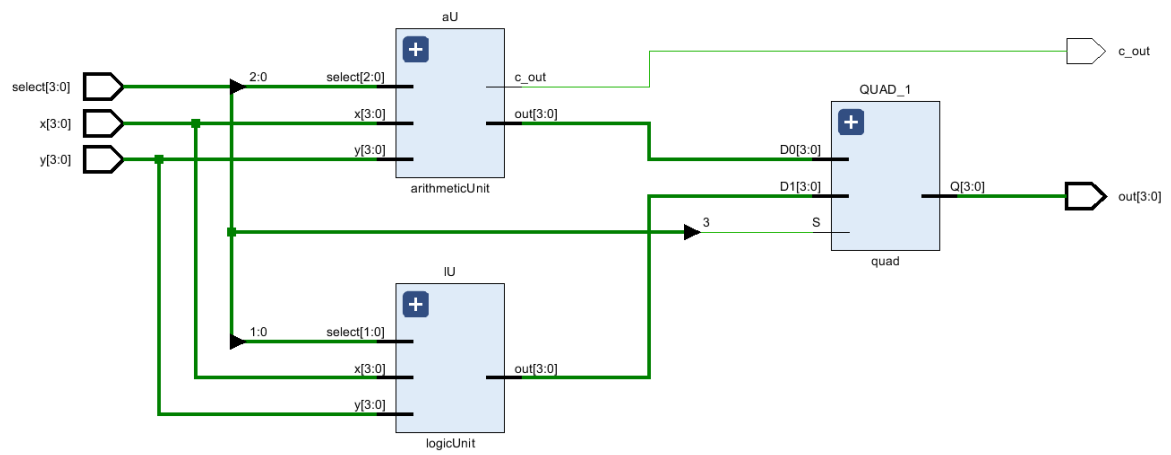 aU
select[3:0]
2:0
select[2:0]
c_out
c_out
x[3:0]
x[3:0]
out[3:0]
QUAD_1
y[3:0]
y[3:0]
D0[3:0]
arithmeticUnit
D1[3:0]
Q[3:0]
out[3:0]
3
S
quad
lU
1:0
select[1:0]
x[3:0]
out[3:0]
y[3:0]
logicUnit